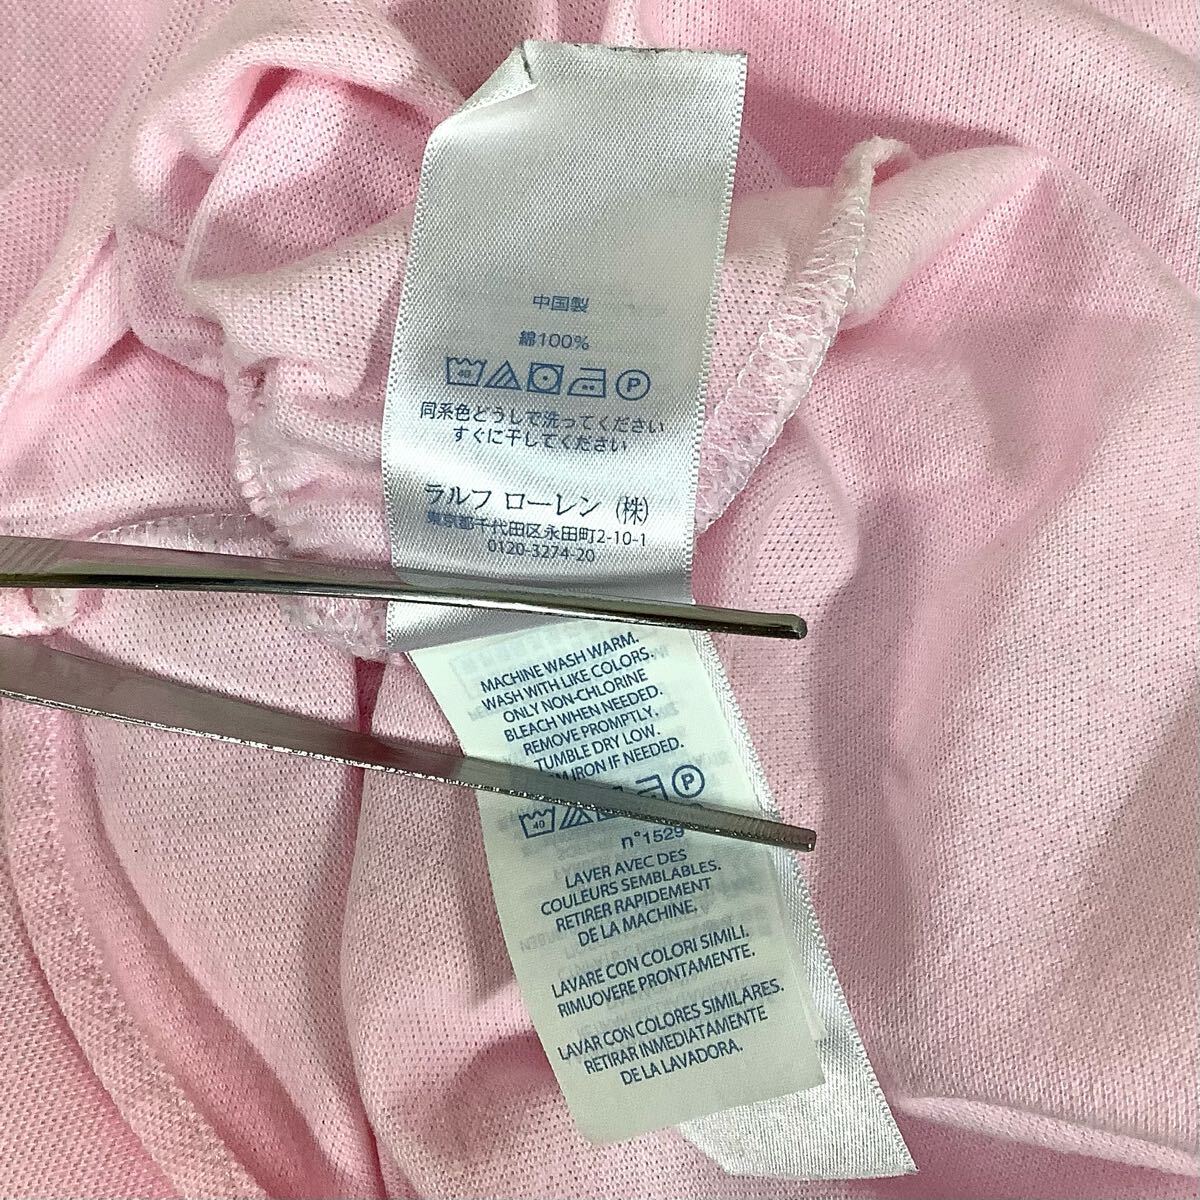 中国製
綿100%
40 P
同系色どうしで洗ってください
すぐに干してください
ラルフ ローレン (株)
東京都千代田区永田町2-10-1
0120-3274-20
MACHINE WASH WARM.
WASH WITH LIKE COLORS.
ONLY NON-CHLORINE
BLEACH WHEN NEEDED.
REMOVE PROMPTLY.
TUMBLE DRY LOW.
IRON IF NEEDED.
40 P
n°1529
LAVER AVEC DES
COULEURS SEMBLABLES.
RETIRER RAPIDEMENT
DE LA MACHINE.
LAVARE CON COLORI SIMILI.
RIMUOVERE PRONTAMENTE.
LAVAR CON COLORES SIMILARES.
RETIRAR INMEDIATAMENTE
DE LA LAVADORA.